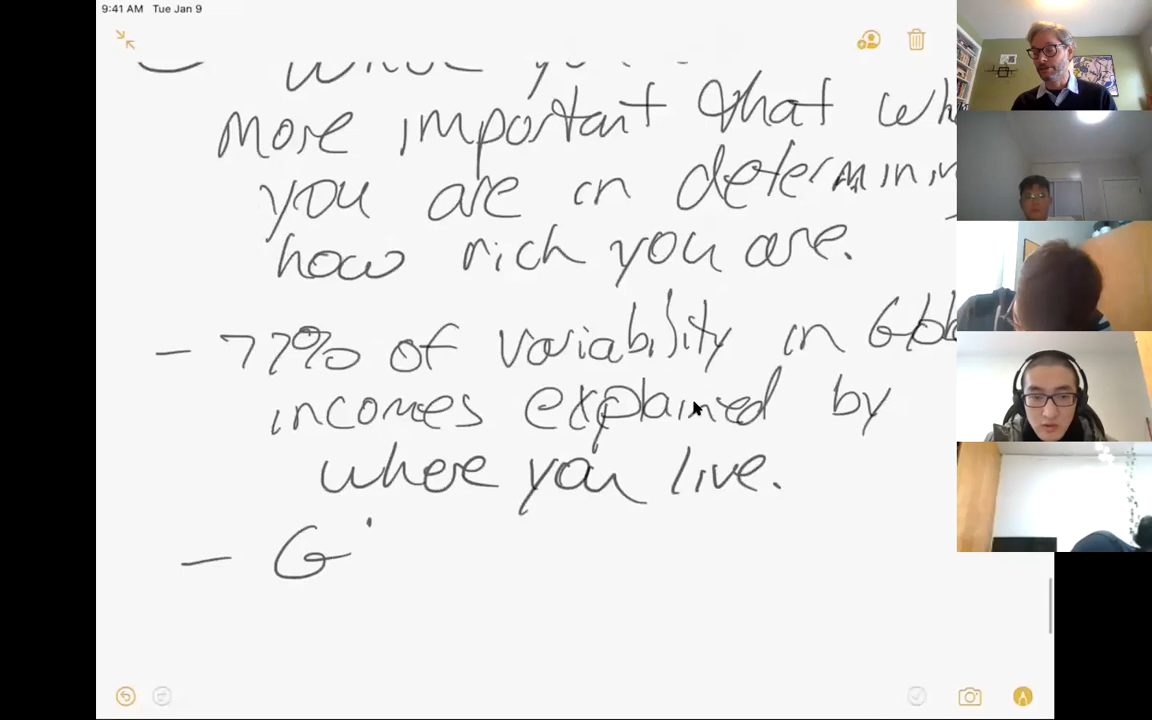 9:41 AM Tue Jan 9
more important that wh
you are in determinin
how rich you are.
- 77% of variability in Glob
incomes explained by
where you live.
- G